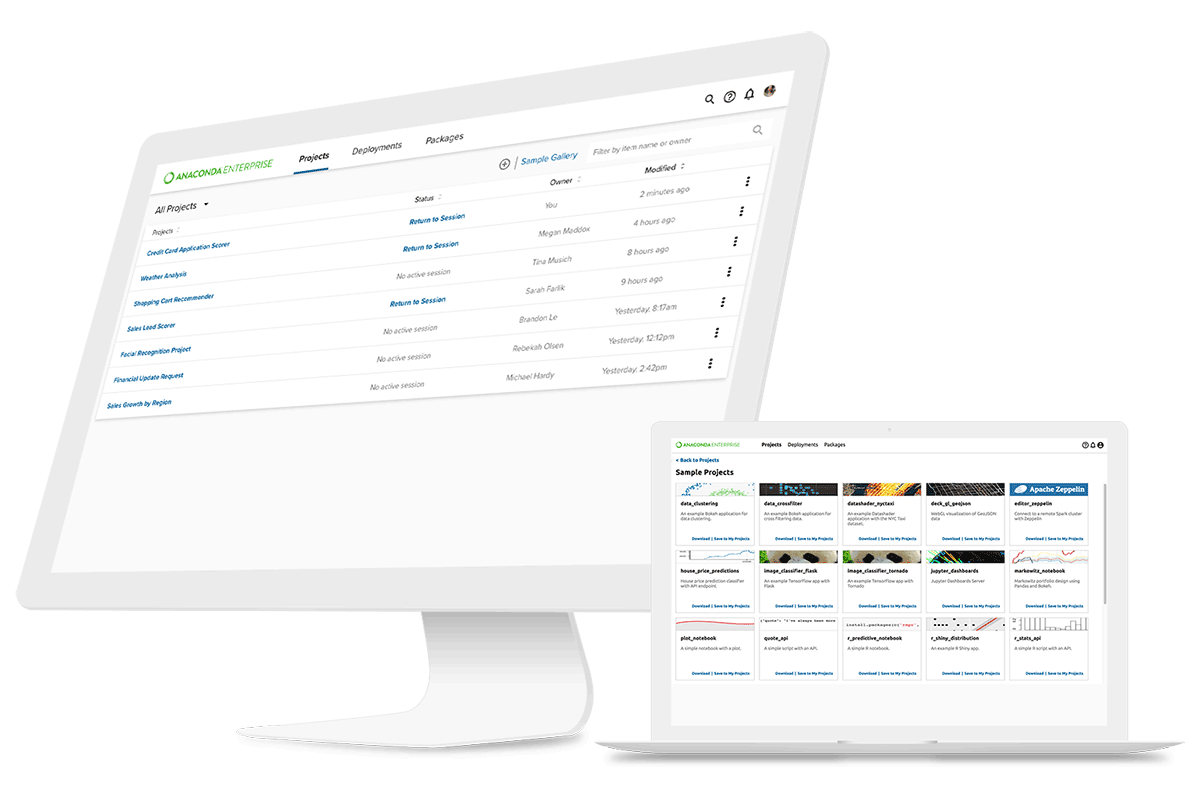 ANACONDA ENTERPRISE
Projects Deployments Packages
All Projects
Sample Gallery Filter by item name or owner
Projects Status Owner Modified
Credit Card Application Scorer Return to Session You 2 minutes ago
Weather Analysis Return to Session Megan Maddox 4 hours ago
Shopping Cart Recommender No active session Tina Musich 8 hours ago
Sales Lead Scorer Return to Session Sarah Farlik 9 hours ago
Facial Recognition Project No active session Brandon Le Yesterday, 8:17am
Financial Update Request No active session Rebekah Olsen Yesterday, 12:12pm
Sales Growth by Region No active session Michael Hardy Yesterday, 2:42pm
ANACONDA ENTERPRISE Projects Deployments Packages
< Back to Projects
Sample Projects
Apache Zeppelin
data_clustering data_crossfilter datashader_nyctaxi deck_gl_geojson editor_zeppelin
An example Bokeh application for An example Bokeh application for An example Datashader WebGL visualization of GeoJSON Connect to a remote Spark cluster
data clustering. cross filtering data. application with the NYC Taxi data with Zeppelin
dataset.
Download | Save to My Projects Download | Save to My Projects Download | Save to My Projects Download | Save to My Projects Download | Save to My Projects
house_price_predictions image_classifier_flask image_classifier_tornado jupyter_dashboards markowitz_notebook
House price prediction classifier An example TensorFlow app with An example TensorFlow app with Jupyter Dashboards Server Markowitz portfolio design using
with API endpoint. Flask. Tornado Pandas and Bokeh.
Download | Save to My Projects Download | Save to My Projects Download | Save to My Projects Download | Save to My Projects Download | Save to My Projects
{"quote": "I've always been more install.packages(c('repr',
plot_notebook quote_api r_predictive_notebook r_shiny_distribution r_stats_api
A simple notebook with a plot. A simple script with an API. A simple R notebook. An example R Shiny app. A simple R script with an API.
Download | Save to My Projects Download | Save to My Projects Download | Save to My Projects Download | Save to My Projects Download | Save to My Projects